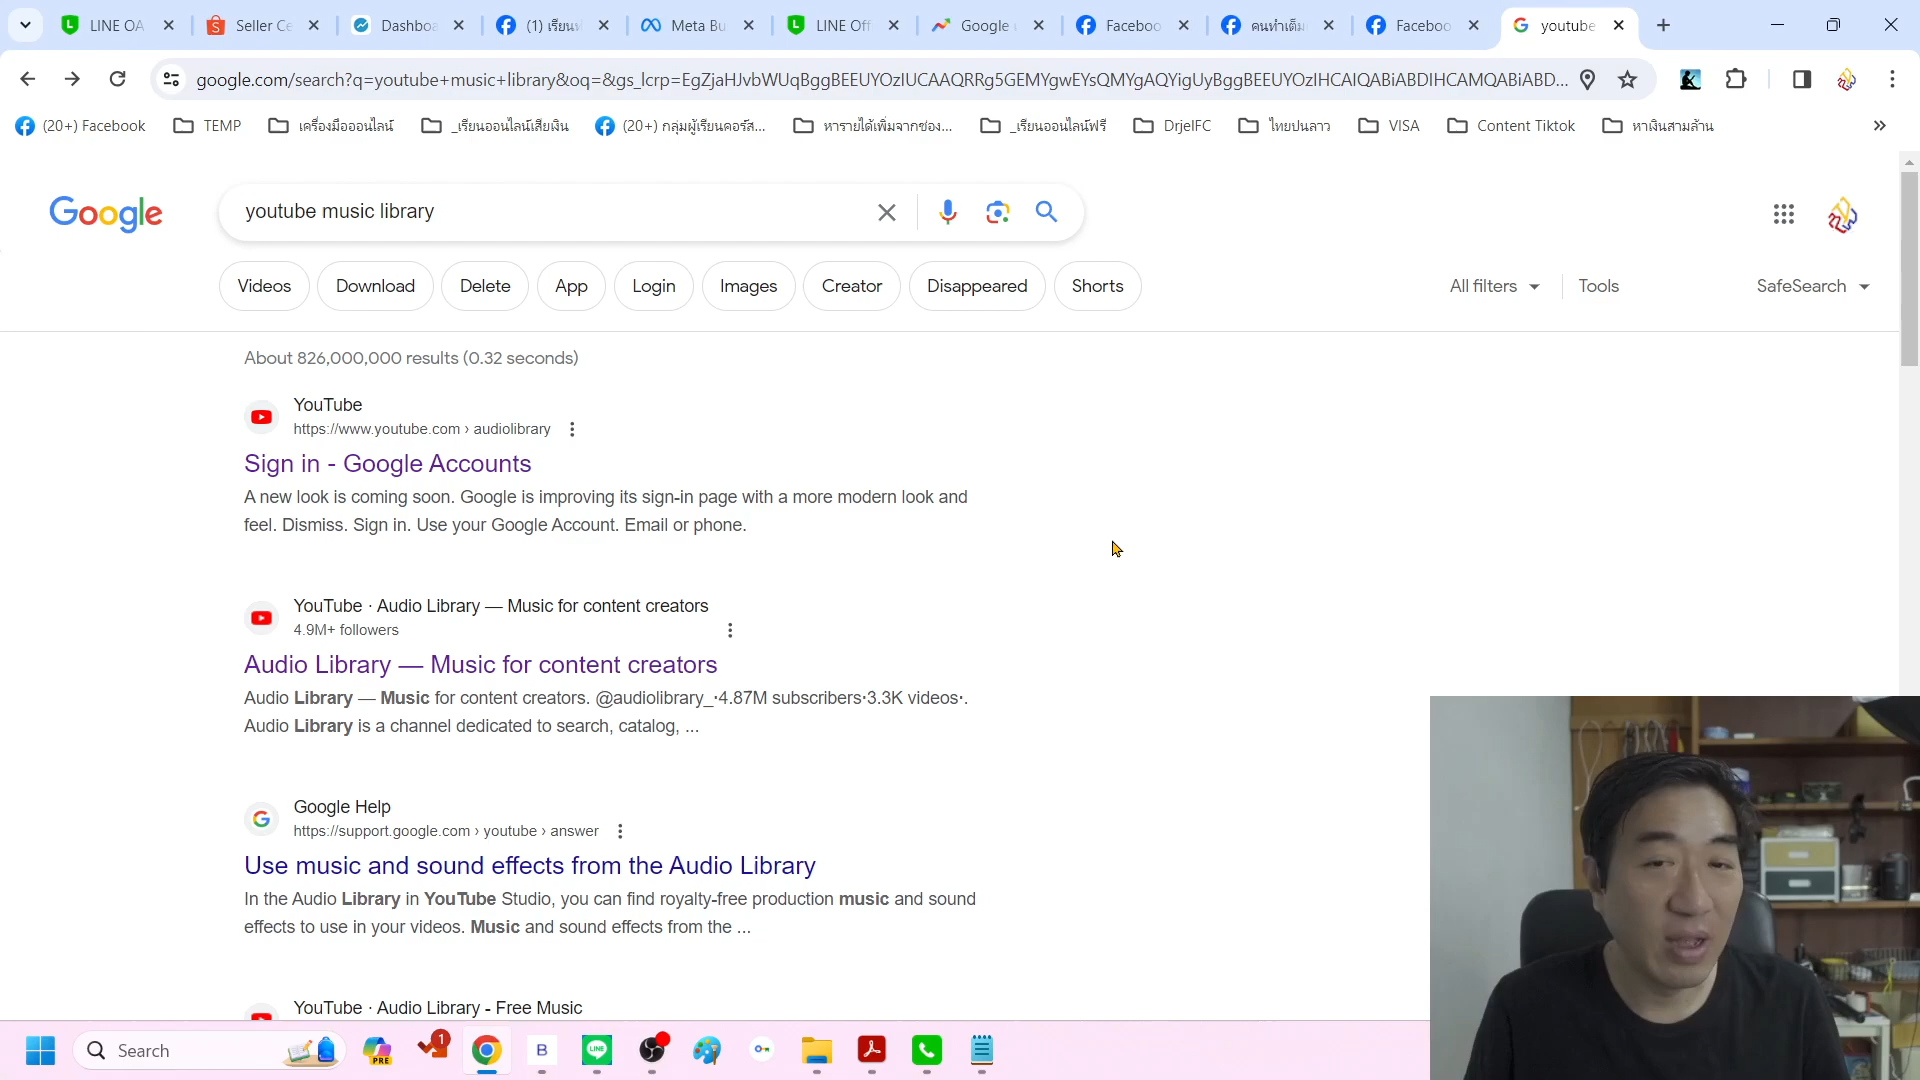 LINE OA
Seller Ce
Dashboa
(1) เรียนท
Meta Bu
LINE Off
Google
Faceboo
คนทำเต็ม
Faceboo
youtube
google.com/search?q=youtube+music+library&oq=&gs_lcrp=EgZjaHJvbWUqBggBEEUYOzIUCAAQRRg5GEMYgwEYsQMYgAQYigUyBggBEEUYOzIHCAIQABiABDIHCAMQABiABD...
(20+) Facebook
TEMP
เครื่องมือออนไลน์
_เรียนออนไลน์เสียเงิน
(20+) กลุ่มผู้เรียนคอร์ส...
หารายได้เพิ่มจากช่อง...
_เรียนออนไลน์ฟรี
DrjeIFC
ไทยปนลาว
VISA
Content Tiktok
หาเงินสามล้าน
Google
youtube music library
Videos
Download
Delete
App
Login
Images
Creator
Disappeared
Shorts
All filters
Tools
SafeSearch
About 826,000,000 results (0.32 seconds)
YouTube
https://www.youtube.com › audiolibrary
Sign in - Google Accounts
A new look is coming soon. Google is improving its sign-in page with a more modern look and
feel. Dismiss. Sign in. Use your Google Account. Email or phone.
YouTube · Audio Library — Music for content creators
4.9M+ followers
Audio Library — Music for content creators
Audio Library — Music for content creators. @audiolibrary_·4.87M subscribers·3.3K videos·.
Audio Library is a channel dedicated to search, catalog, ...
Google Help
https://support.google.com › youtube › answer
Use music and sound effects from the Audio Library
In the Audio Library in YouTube Studio, you can find royalty-free production music and sound
effects to use in your videos. Music and sound effects from the ...
YouTube · Audio Library - Free Music
Search
PRE
1
B
LINE